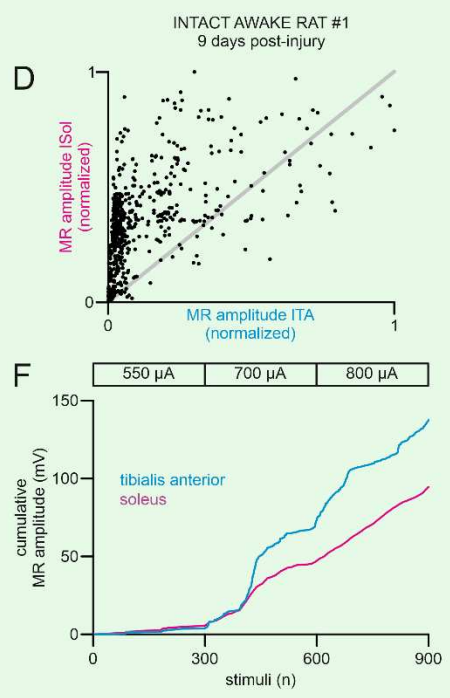 INTACT AWAKE RAT #1
9 days post-injury
D
1
MR amplitude lSol
(normalized)
0
0
MR amplitude lTA
(normalized)
1
F
550 µA
700 µA
800 µA
150
100
50
0
cumulative
MR amplitude (mV)
tibialis anterior
soleus
0
300
600
900
stimuli (n)